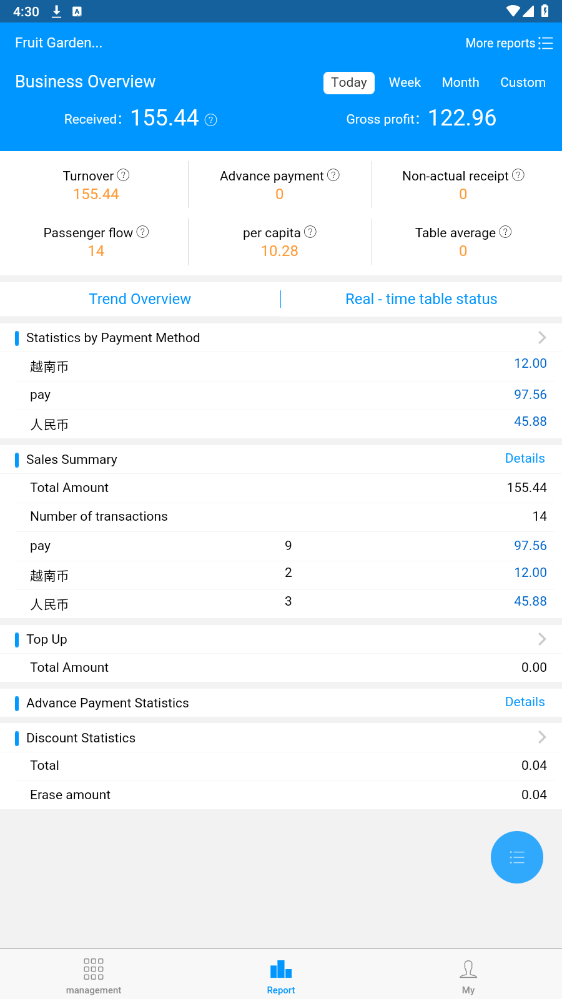 4:30
Fruit Garden...
More reports
Business Overview
Today Week Month Custom
Received: 155.44 Gross profit: 122.96
Turnover Advance payment Non-actual receipt
155.44 0 0
Passenger flow per capita Table average
14 10.28 0
Trend Overview Real - time table status
Statistics by Payment Method
越南币 12.00
pay 97.56
人民币 45.88
Sales Summary Details
Total Amount 155.44
Number of transactions 14
pay 9 97.56
越南币 2 12.00
人民币 3 45.88
Top Up
Total Amount 0.00
Advance Payment Statistics Details
Discount Statistics
Total 0.04
Erase amount 0.04
management Report My